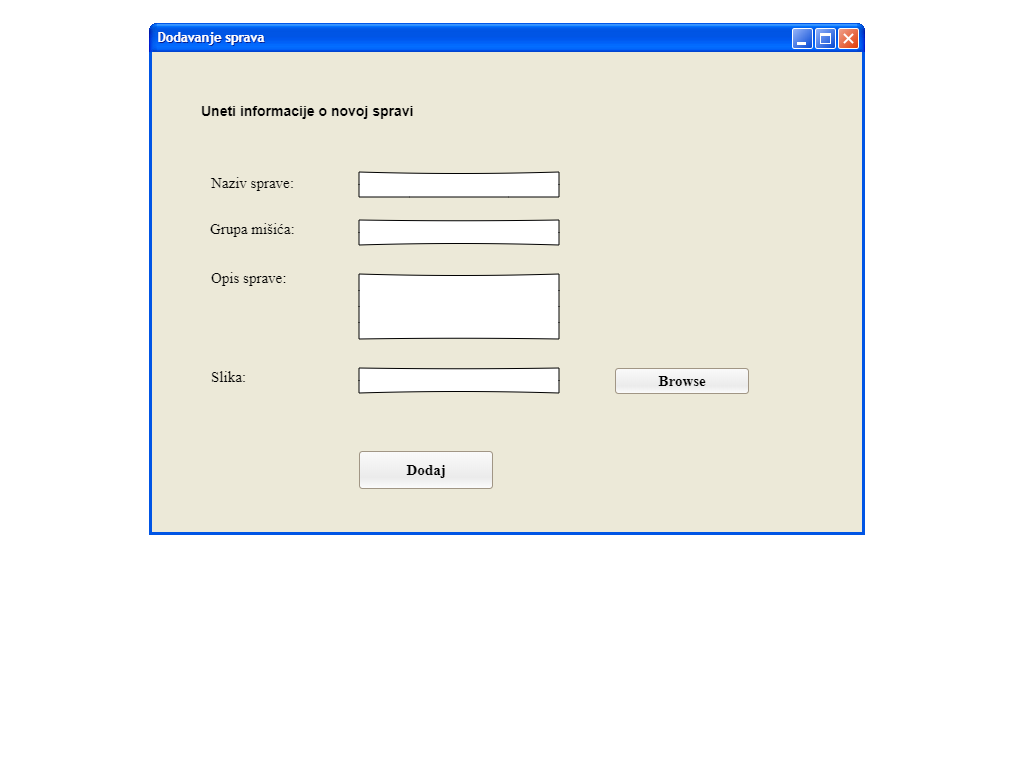 Dodavanje sprava
Uneti informacije o novoj spravi
Naziv sprave:
Grupa mišića:
Opis sprave:
Slika:
Browse
Dodaj